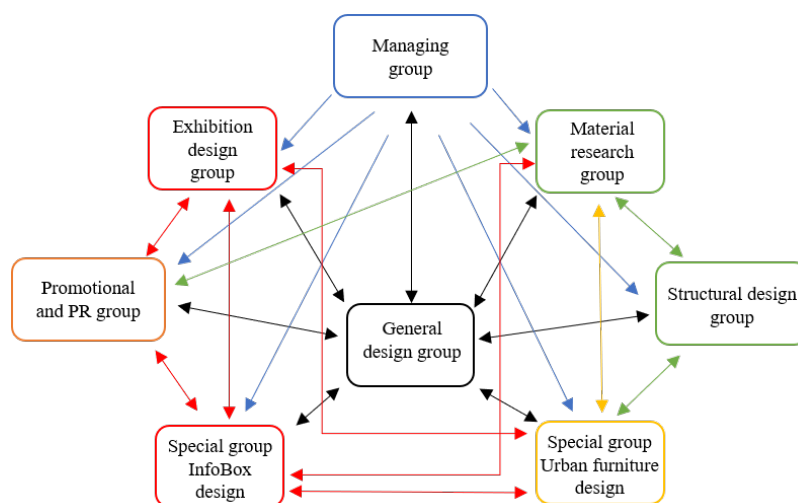 Managing
group
Exhibition
design
group
Material
research
group
Promotional
and PR group
General
design group
Structural design
group
Special group
InfoBox
design
Special group
Urban furniture
design